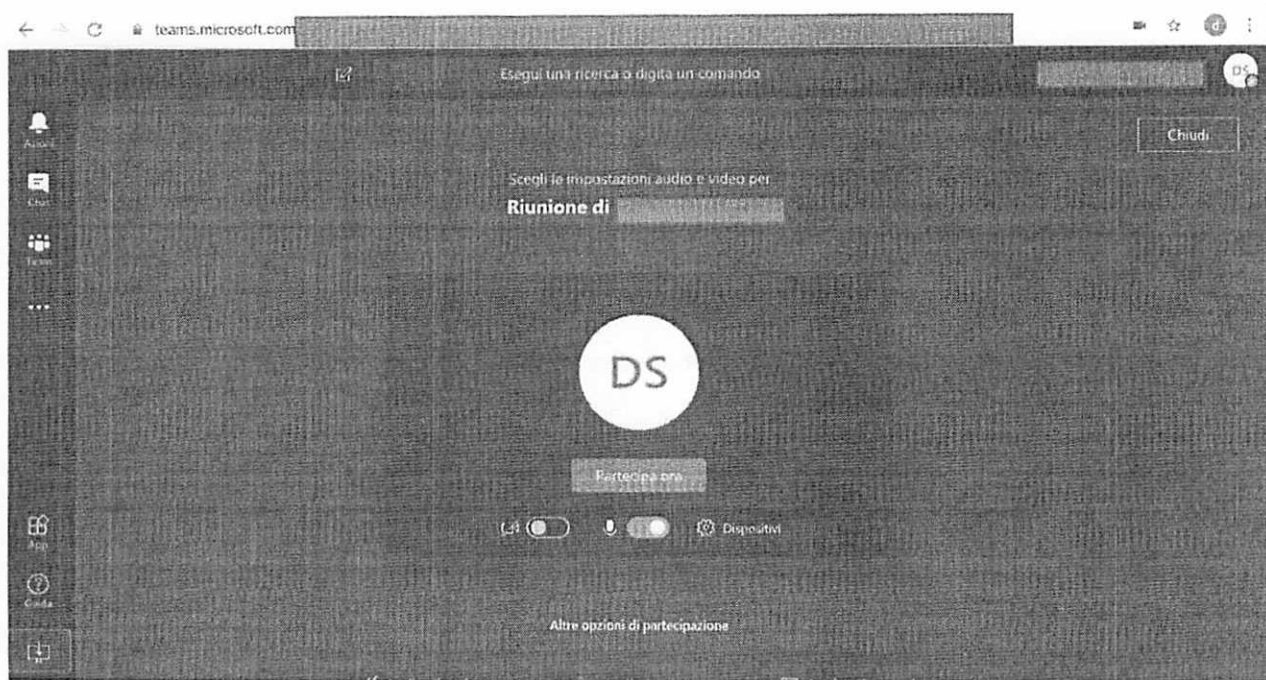 teams.microsoft.com
d
Esegui una ricerca o digita un comando
DS
Chiudi
Chat
Scegli le impostazioni audio e video per
Riunione di
DS
Partecipa ora
Dispositivi
App
Guida
Altre opzioni di partecipazione